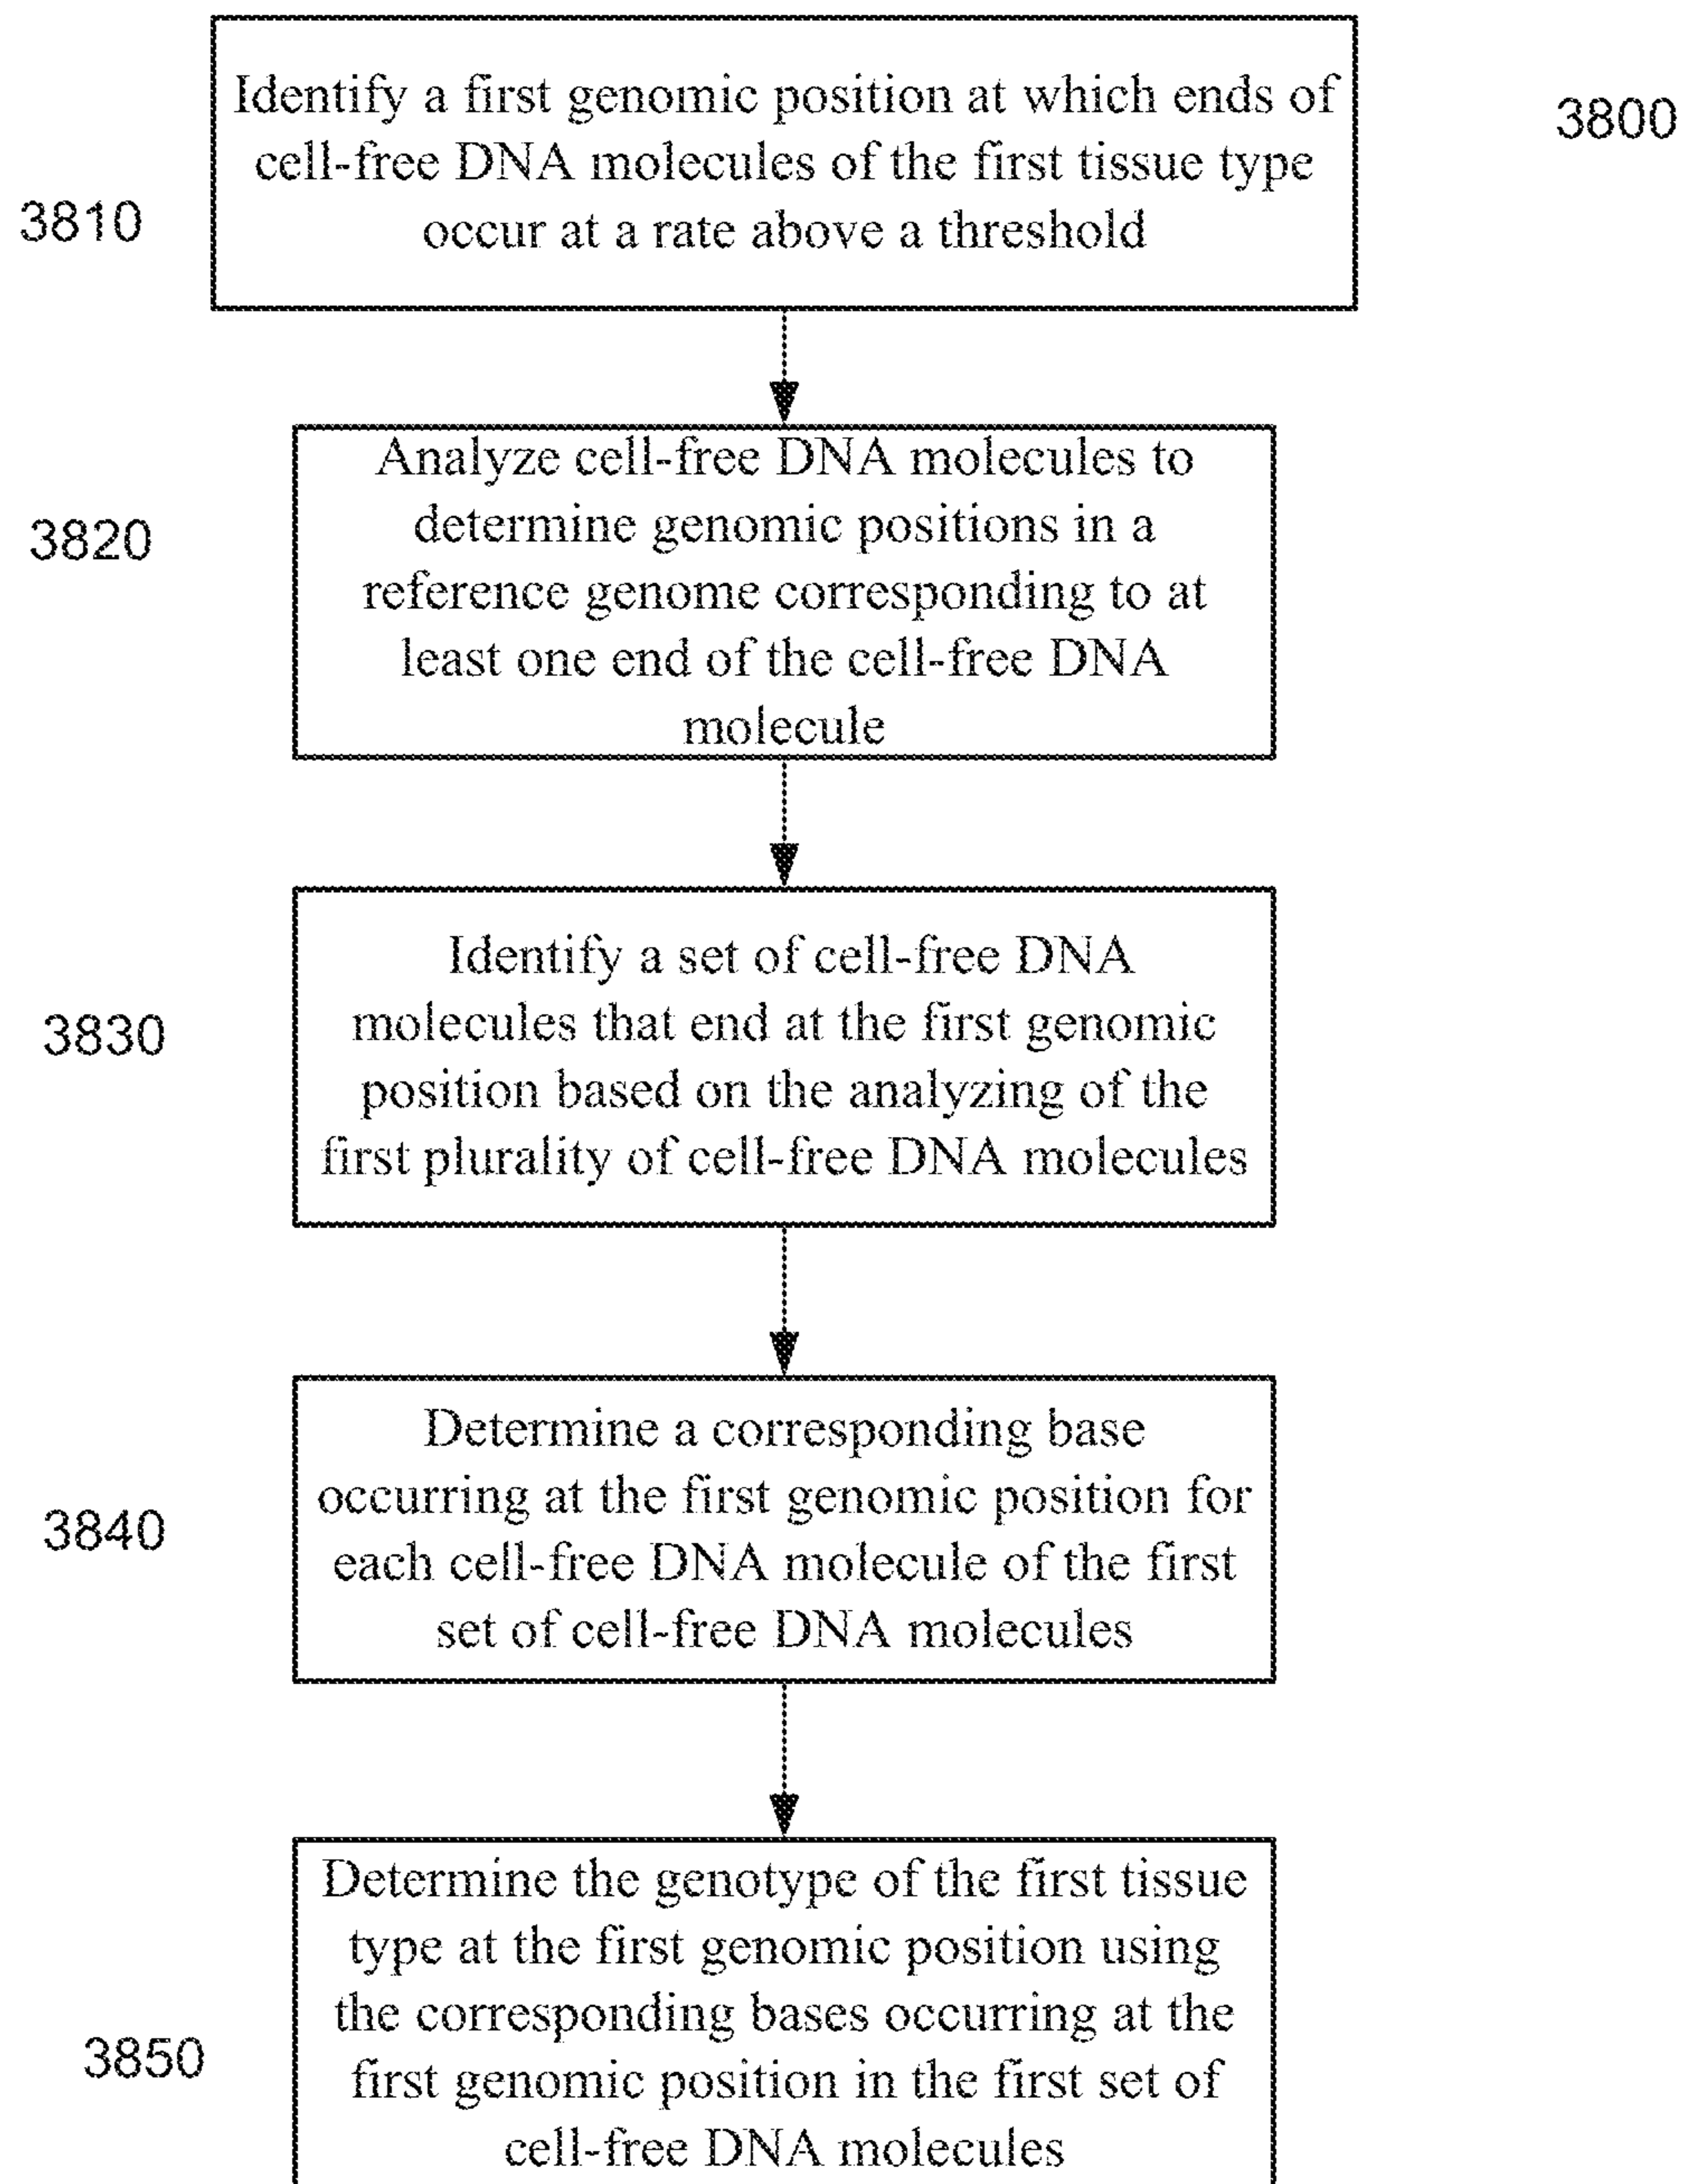 3800
3810
Identify a first genomic position at which ends of
cell-free DNA molecules of the first tissue type
occur at a rate above a threshold
3820
Analyze cell-free DNA molecules to
determine genomic positions in a
reference genome corresponding to at
least one end of the cell-free DNA
molecule
3830
Identify a set of cell-free DNA
molecules that end at the first genomic
position based on the analyzing of the
first plurality of cell-free DNA molecules
3840
Determine a corresponding base
occurring at the first genomic position for
each cell-free DNA molecule of the first
set of cell-free DNA molecules
3850
Determine the genotype of the first tissue
type at the first genomic position using
the corresponding bases occurring at the
first genomic position in the first set of
cell-free DNA molecules